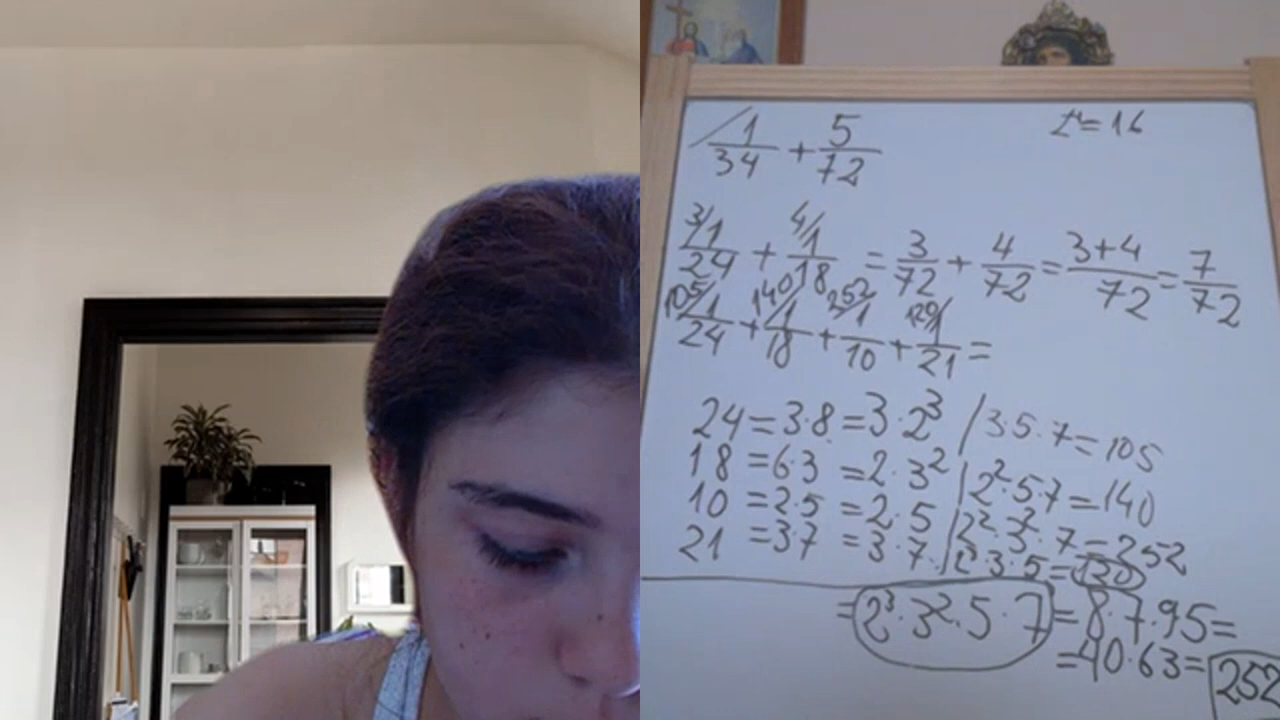 1/34 + 5/72
2⁴=16
3/ 1/24 + 4/ 1/18 = 3/72 + 4/72 = 3+4/72 = 7/72
105/ 1/24 + 140/ 1/18 + 252/ 1/10 + 120/ 1/21 =
24 = 3·8 = 3·2³ / 3·5·7 = 105
18 = 6·3 = 2·3² / 2²·5·7 = 140
10 = 2·5 = 2·5 / 2²·3²·7 = 252
21 = 3·7 = 3·7 / 2³·3·5 = 120
= 2³·3²·5·7 = 8·7·95 =
= 40·63 = 252